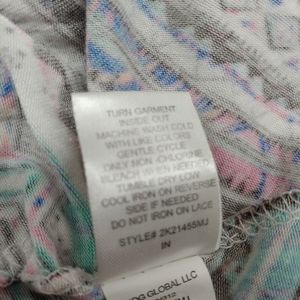 TURN GARMENT
INSIDE OUT
MACHINE WASH COLD
WITH LIKE COLORS
GENTLE CYCLE
ONLY NON -CHLORINE
BLEACH WHEN NEEDED
TUMBLE DRY LOW
COOL IRON ON REVERSE
SIDE IF NEEDED
DO NOT IRON ON LACE
STYLE# 2K21455MJ
IN
GLOBAL LLC